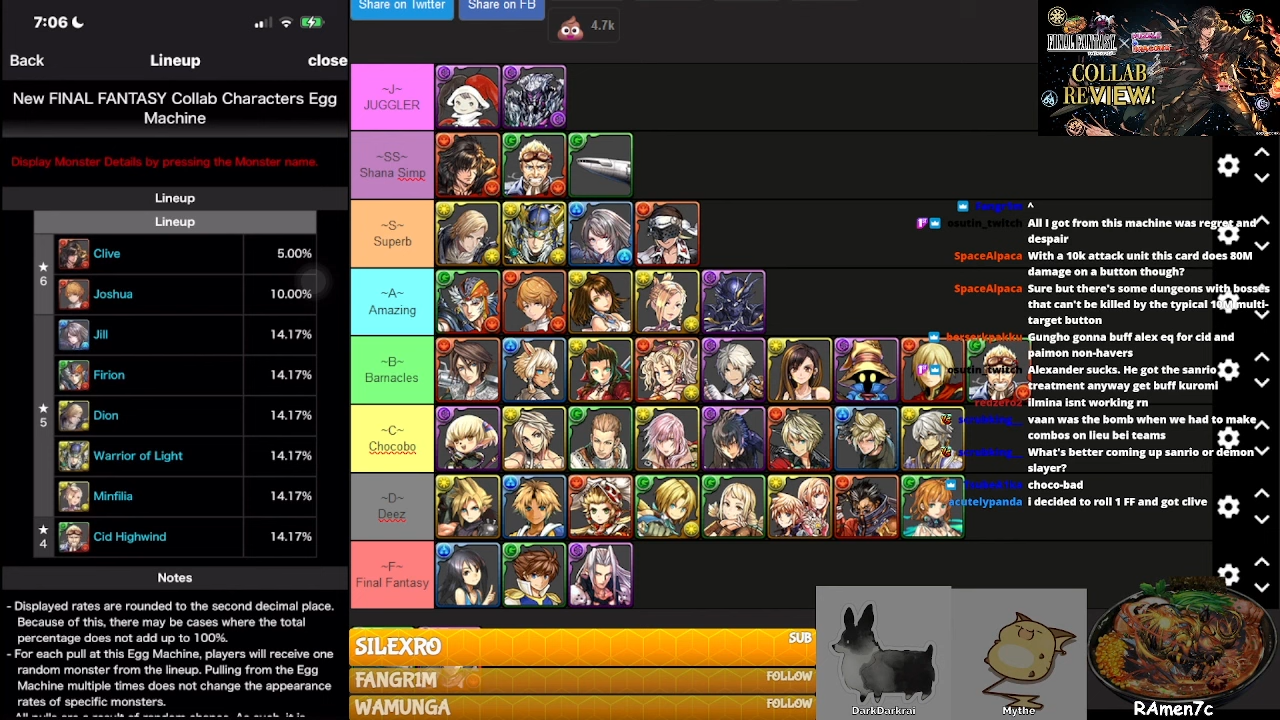 7:06
Back
Lineup
close
New FINAL FANTASY Collab Characters Egg
Machine
Display Monster Details by pressing the Monster name.
Lineup
Lineup
★
6
Clive 5.00%
Joshua 10.00%
★
5
Jill 14.17%
Firion 14.17%
Dion 14.17%
Warrior of Light 14.17%
Minfilia 14.17%
★
4
Cid Highwind 14.17%
Notes
- Displayed rates are rounded to the second decimal place.
Because of this, there may be cases where the total
percentage does not add up to 100%.
- For each pull at this Egg Machine, players will receive one
random monster from the lineup. Pulling from the Egg
Machine multiple times does not change the appearance
rates of specific monsters.
Share on Twitter
Share on FB
4.7k
~J~
JUGGLER
~SS~
Shana Simp
~S~
Superb
~A~
Amazing
~B~
Barnacles
~C~
Chocobo
~D~
Deez
~F~
Final Fantasy
FINAL FANTASY
COLLAB
REVIEW!
^
osutin_twitch All I got from this machine was regret and
despair
SpaceAlpaca With a 10k attack unit this card does 80M
damage on a button though?
SpaceAlpaca Sure but there's some dungeons with bosses
that can't be killed by the typical 10M multi-
target button
berserkpakku Gungho gonna buff alex eq for cid and
paimon non-havers
osutin_twitch Alexander sucks. He got the sanrio
treatment anyway get buff kuromi
redzero2 ilmina isnt working rn
vaan was the bomb when we had to make
combos on lieu bei teams
What's better coming up sanrio or demon
slayer?
choco-bad
acutelypanda i decided to roll 1 FF and got clive
SILEXRO SUB
FANGR1M FOLLOW
WAMUNGA FOLLOW
DarkDarkrai
Mythe
RAmen7c